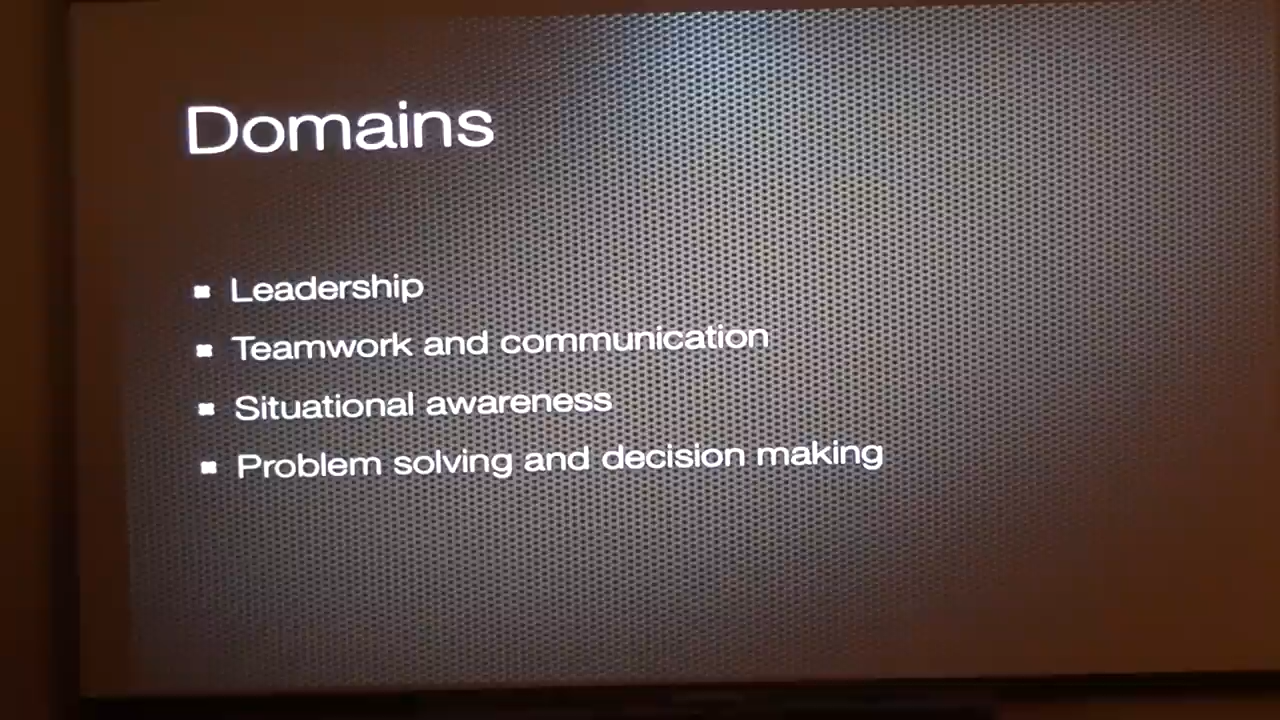 Domains
Leadership
Teamwork and communication
Situational awareness
Problem solving and decision making